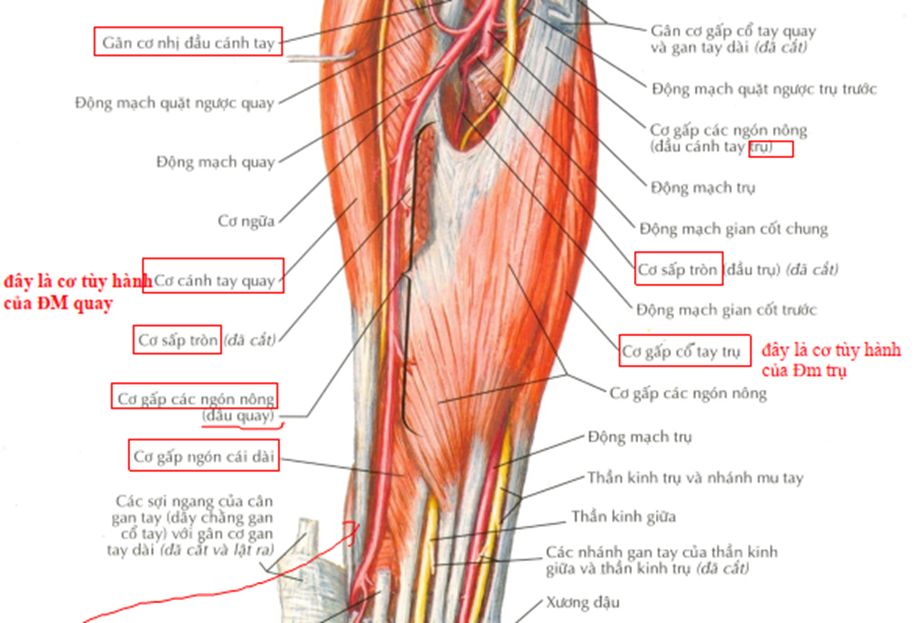 Gân cơ nhị đầu cánh tay
Động mạch quặt ngược quay
Động mạch quay
Cơ ngữa
đây là cơ tùy hành
của ĐM quay
Cơ cánh tay quay
Cơ sấp tròn (đã cắt)
Cơ gấp các ngón nông
(đầu quay)
Cơ gấp ngón cái dài
Các sợi ngang của cân
gan tay (dây chằng gan
cổ tay) với gân cơ gan
tay dài (đã cắt và lật ra)
Gân cơ gấp cổ tay quay
và gan tay dài (đã cắt)
Động mạch quặt ngược trụ trước
Cơ gấp các ngón nông
(đầu cánh tay trụ)
Động mạch trụ
Động mạch gian cốt chung
Cơ sấp tròn (đầu trụ) (đã cắt)
Động mạch gian cốt trước
Cơ gấp cổ tay trụ
đây là cơ tùy hành
của Đm trụ
Cơ gấp các ngón nông
Động mạch trụ
Thần kinh trụ và nhánh mu tay
Thần kinh giữa
Các nhánh gan tay của thần kinh
giữa và thần kinh trụ (đã cắt)
Xương đậu